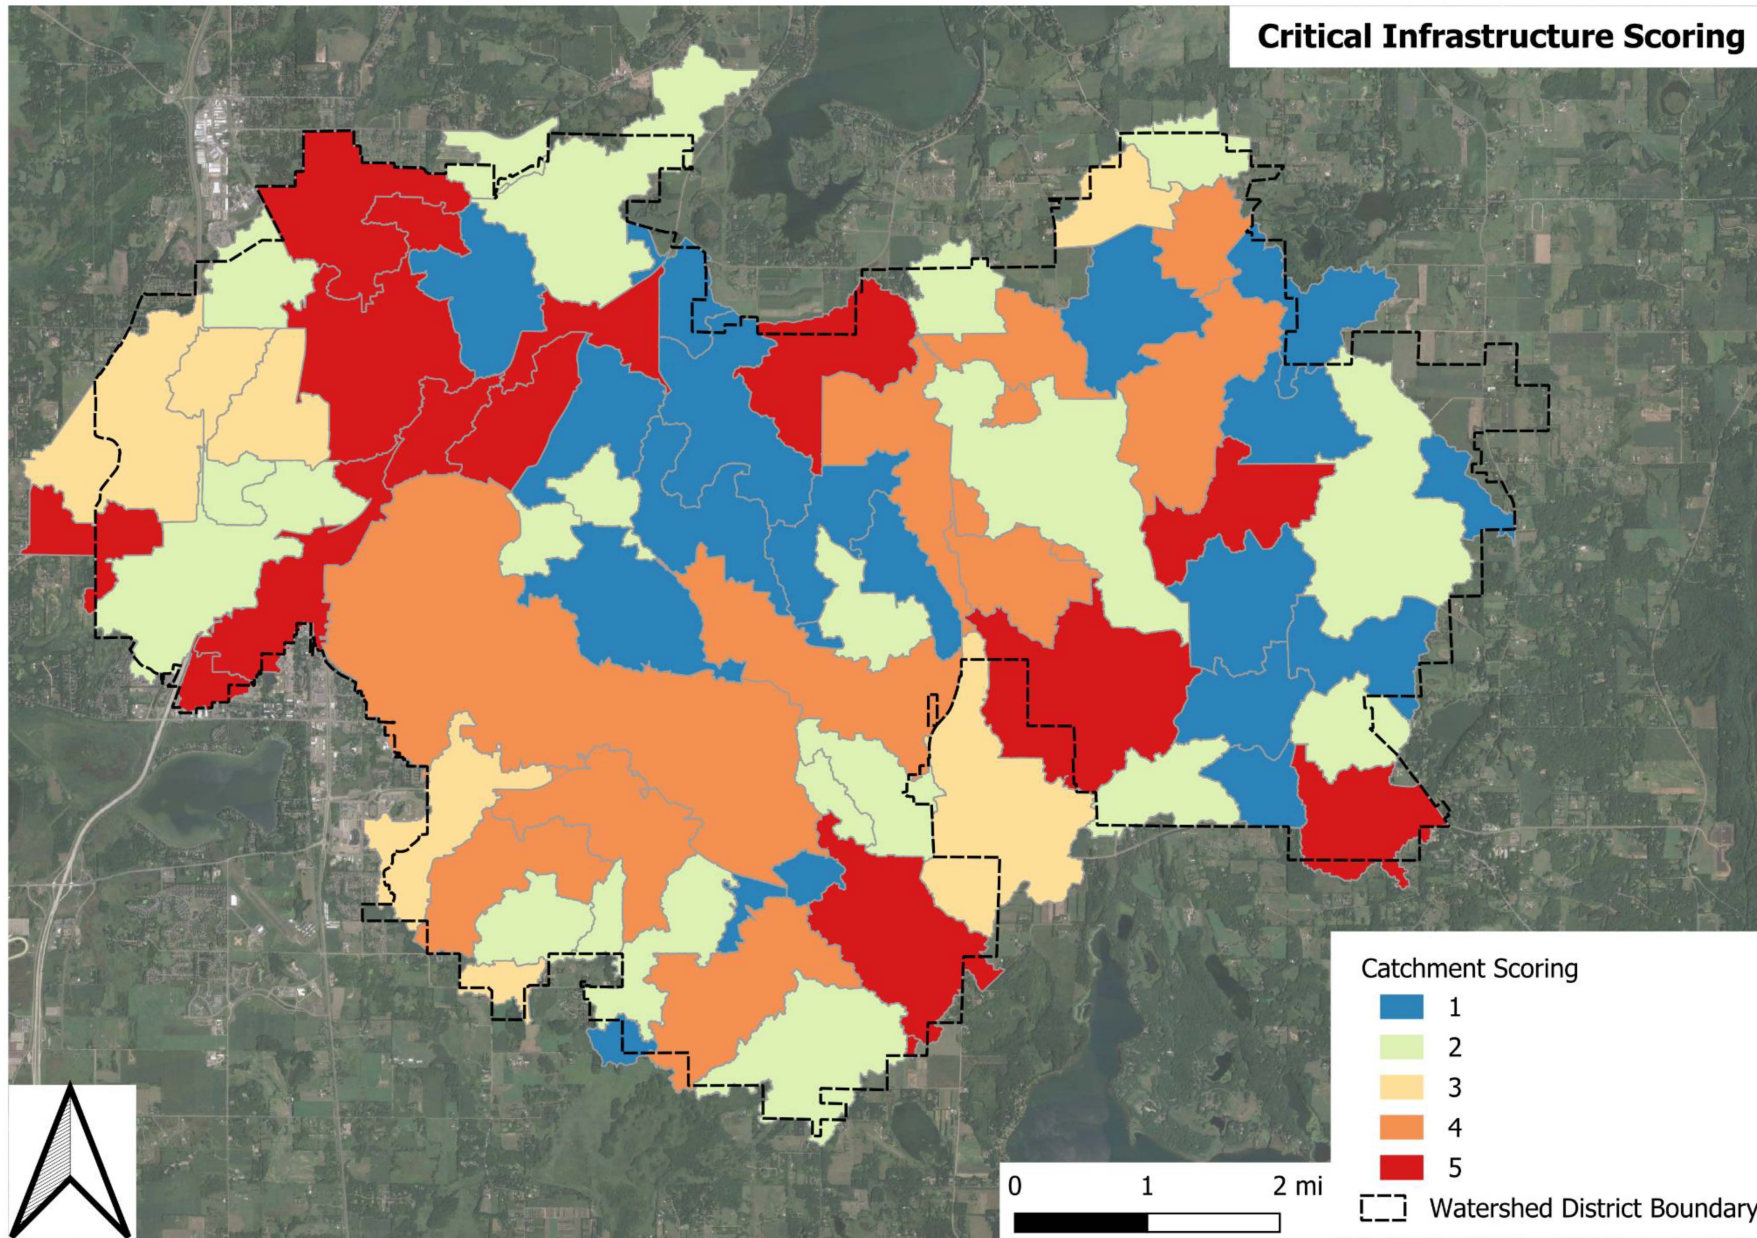 Critical Infrastructure Scoring
Catchment Scoring
1
2
3
4
5
Watershed District Boundary
0 1 2 mi